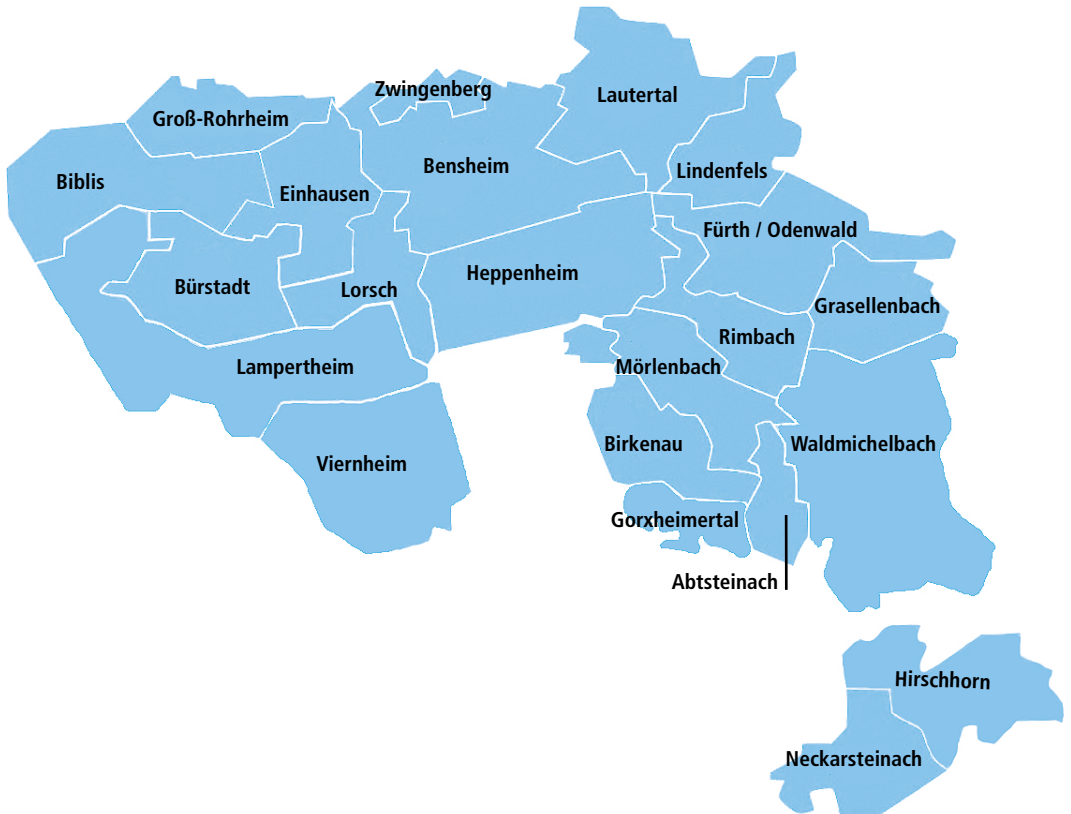 Zwingenberg
Lautertal
Groß-Rohrheim
Bensheim
Lindenfels
Biblis
Einhausen
Fürth / Odenwald
Heppenheim
Bürstadt
Lorsch
Grasellenbach
Rimbach
Lampertheim
Mörlenbach
Birkenau
Waldmichelbach
Viernheim
Gorxheimertal
Abtsteinach
Hirschhorn
Neckarsteinach